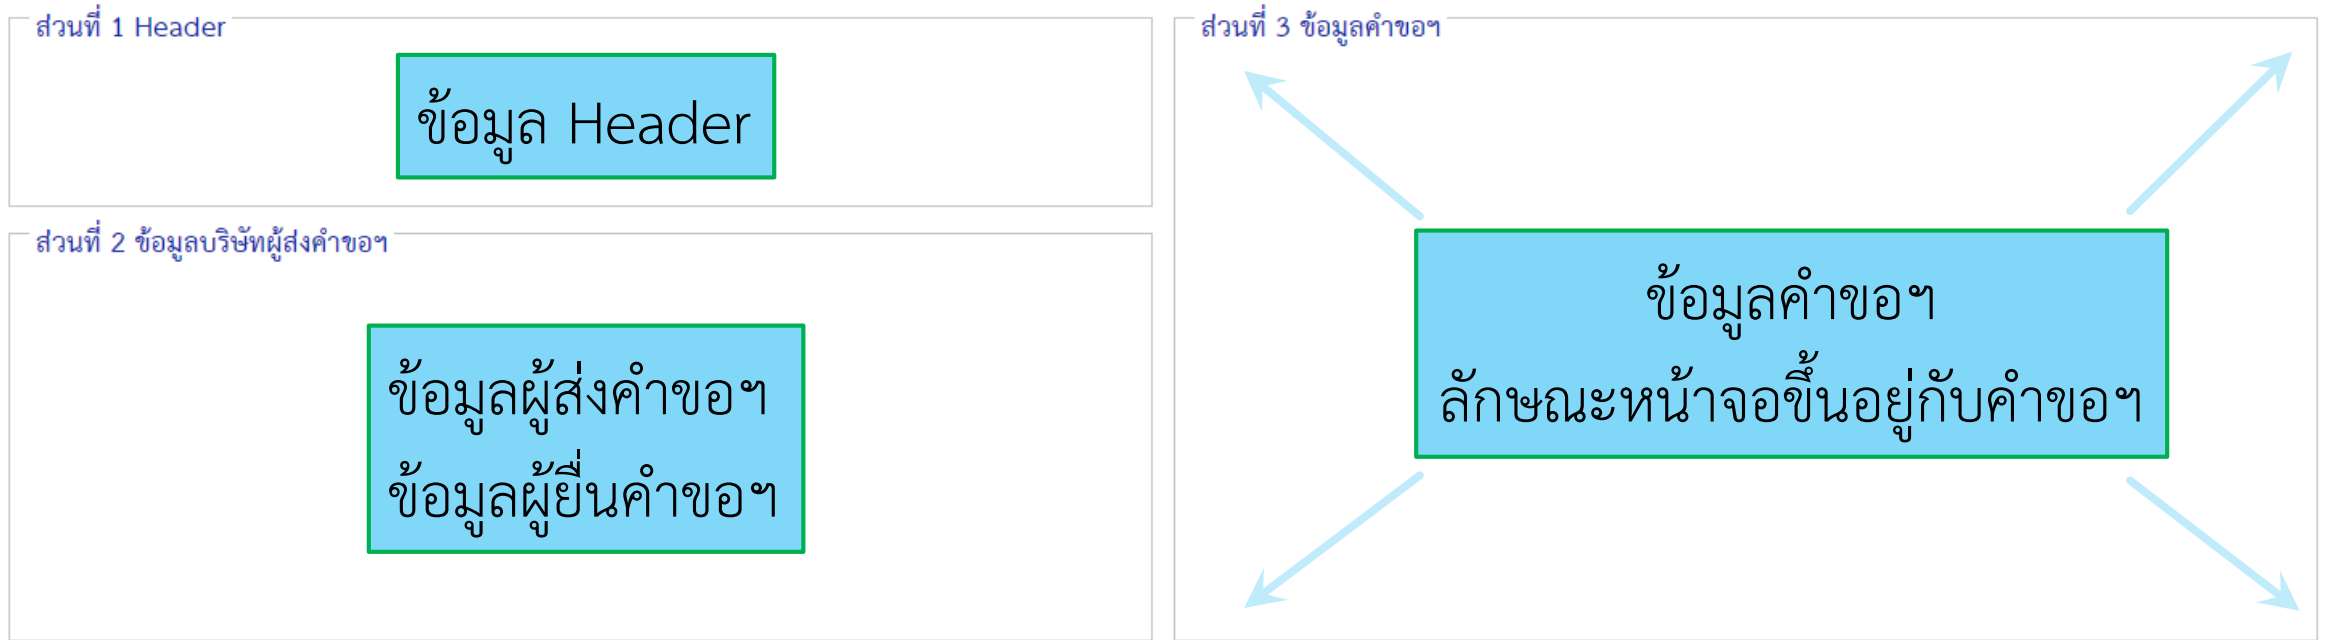 ส่วนที่ 1 Header
ข้อมูล Header
ส่วนที่ 2 ข้อมูลบริษัทผู้ส่งคำขอฯ
ข้อมูลผู้ส่งคำขอฯ
ข้อมูลผู้ยื่นคำขอฯ
ส่วนที่ 3 ข้อมูลคำขอฯ
ข้อมูลคำขอฯ
ลักษณะหน้าจอขึ้นอยู่กับคำขอฯ